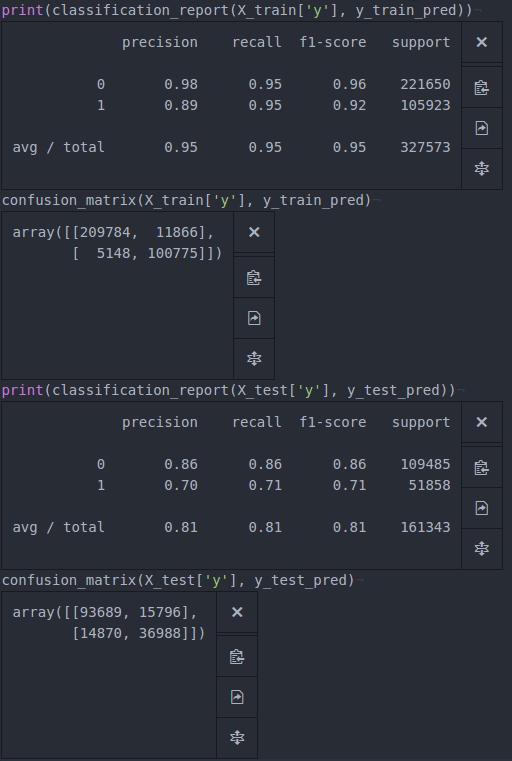 print(classification_report(X_train['y'], y_train_pred))¬
precision recall f1-score support
0 0.98 0.95 0.96 221650
1 0.89 0.95 0.92 105923
avg / total 0.95 0.95 0.95 327573
confusion_matrix(X_train['y'], y_train_pred)¬
array([[209784, 11866],
[ 5148, 100775]])
print(classification_report(X_test['y'], y_test_pred))¬
precision recall f1-score support
0 0.86 0.86 0.86 109485
1 0.70 0.71 0.71 51858
avg / total 0.81 0.81 0.81 161343
confusion_matrix(X_test['y'], y_test_pred)¬
array([[93689, 15796],
[14870, 36988]])